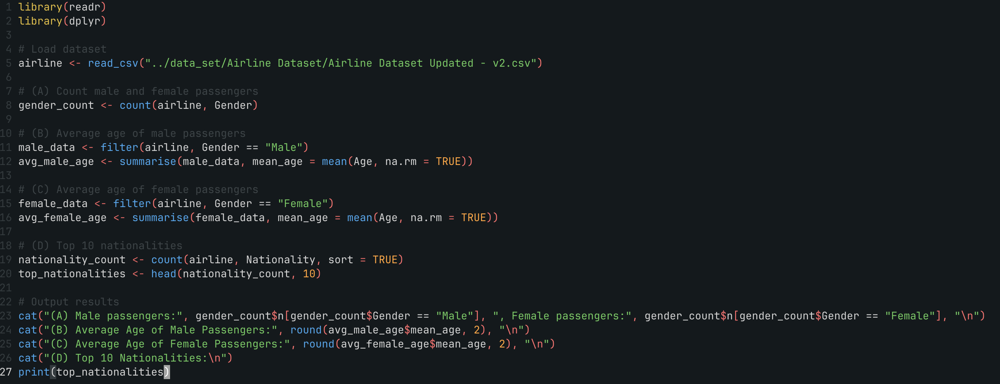 1 library(readr)
2 library(dplyr)
3
4 # Load dataset
5 airline <- read_csv("../data_set/Airline Dataset/Airline Dataset Updated - v2.csv")
6
7 # (A) Count male and female passengers
8 gender_count <- count(airline, Gender)
9
10 # (B) Average age of male passengers
11 male_data <- filter(airline, Gender == "Male")
12 avg_male_age <- summarise(male_data, mean_age = mean(Age, na.rm = TRUE))
13
14 # (C) Average age of female passengers
15 female_data <- filter(airline, Gender == "Female")
16 avg_female_age <- summarise(female_data, mean_age = mean(Age, na.rm = TRUE))
17
18 # (D) Top 10 nationalities
19 nationality_count <- count(airline, Nationality, sort = TRUE)
20 top_nationalities <- head(nationality_count, 10)
21
22 # Output results
23 cat("(A) Male passengers:", gender_count$n[gender_count$Gender == "Male"], ", Female passengers:", gender_count$n[gender_count$Gender == "Female"], "\n")
24 cat("(B) Average Age of Male Passengers:", round(avg_male_age$mean_age, 2), "\n")
25 cat("(C) Average Age of Female Passengers:", round(avg_female_age$mean_age, 2), "\n")
26 cat("(D) Top 10 Nationalities:\n")
27 print(top_nationalities)